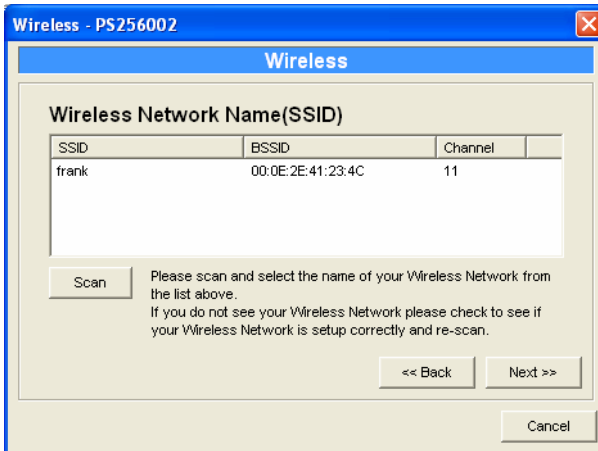 Wireless - PS256002
Wireless
Wireless Network Name(SSID)
SSID BSSID Channel
frank 00:0E:2E:41:23:4C 11
Scan
Please scan and select the name of your Wireless Network from
the list above.
If you do not see your Wireless Network please check to see if
your Wireless Network is setup correctly and re-scan.
<< Back Next >>
Cancel